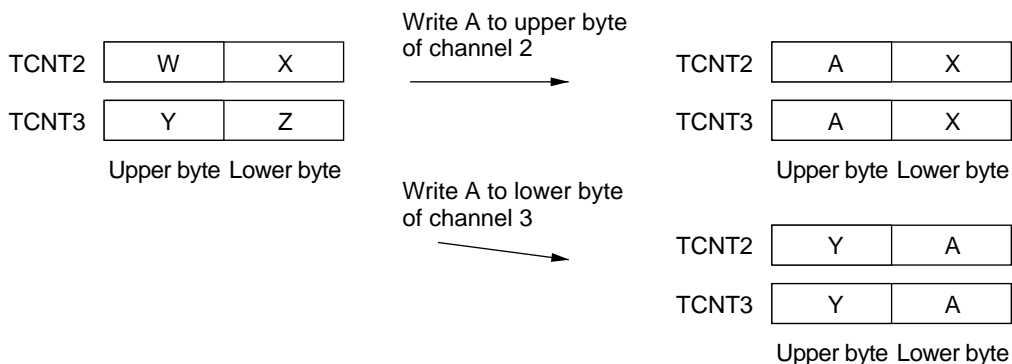 Write A to upper byte
of channel 2
TCNT2 W X
TCNT3 Y Z
Upper byte Lower byte
TCNT2 A X
TCNT3 A X
Upper byte Lower byte
Write A to lower byte
of channel 3
TCNT2 Y A
TCNT3 Y A
Upper byte Lower byte